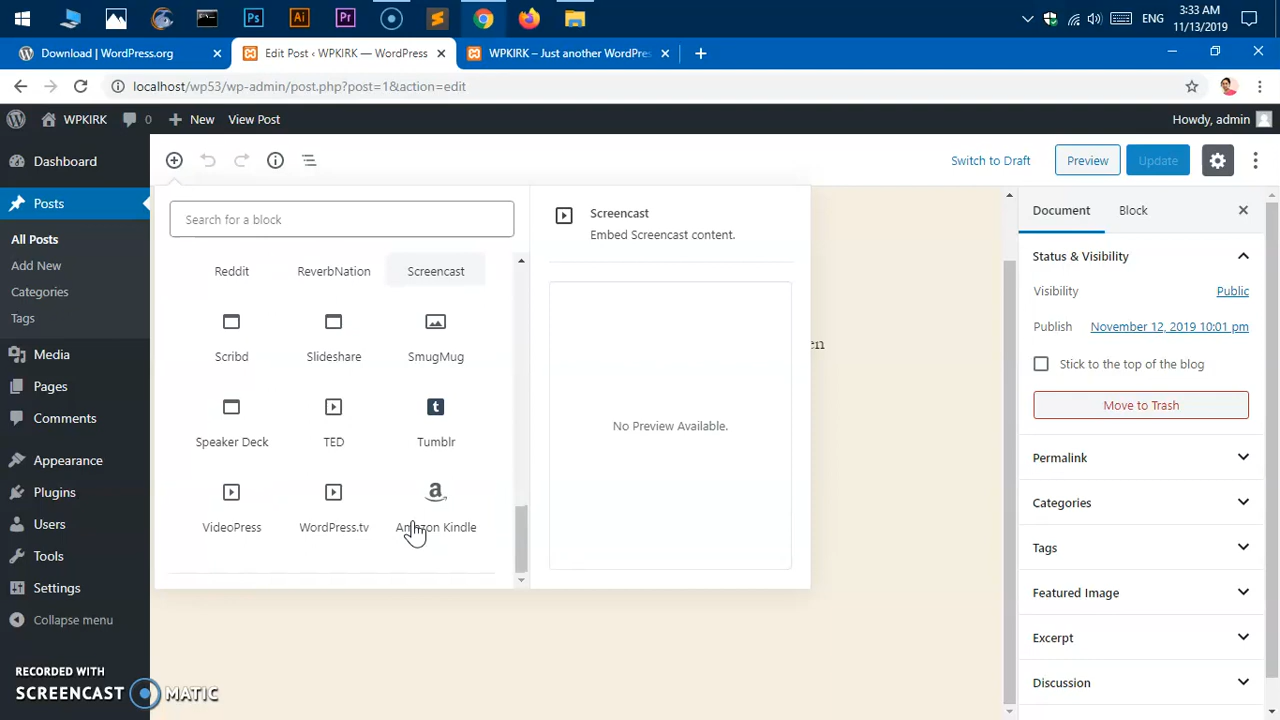 ENG
3:33 AM
11/13/2019
Download | WordPress.org
Edit Post ‹ WPKIRK — WordPress
WPKIRK – Just another WordPres
localhost/wp53/wp-admin/post.php?post=1&action=edit
WPKIRK
0
New
View Post
Howdy, admin
Dashboard
Posts
All Posts
Add New
Categories
Tags
Media
Pages
Comments
Appearance
Plugins
Users
Tools
Settings
Collapse menu
Switch to Draft
Preview
Update
Search for a block
Reddit
ReverbNation
Screencast
Scribd
Slideshare
SmugMug
Speaker Deck
TED
Tumblr
VideoPress
WordPress.tv
Amazon Kindle
Screencast
Embed Screencast content.
No Preview Available.
en
Document
Block
Status & Visibility
Visibility
Public
Publish
November 12, 2019 10:01 pm
Stick to the top of the blog
Move to Trash
Permalink
Categories
Tags
Featured Image
Excerpt
Discussion
RECORDED WITH
SCREENCAST MATIC